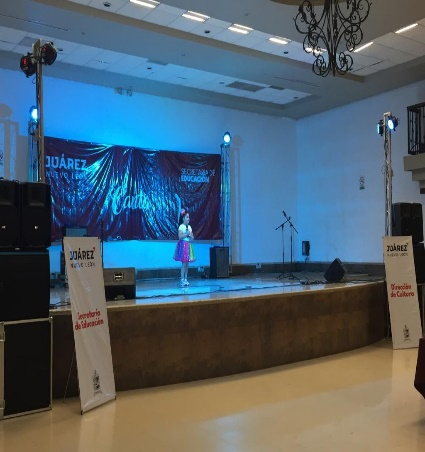 JUÁREZ
NUEVO LEÓN
SECRETARÍA DE
EDUCACIÓN
JUÁREZ
NUEVO LEÓN
Secretaría
de Educación
JUÁREZ
NUEVO LEÓN
Dirección
de Cultura